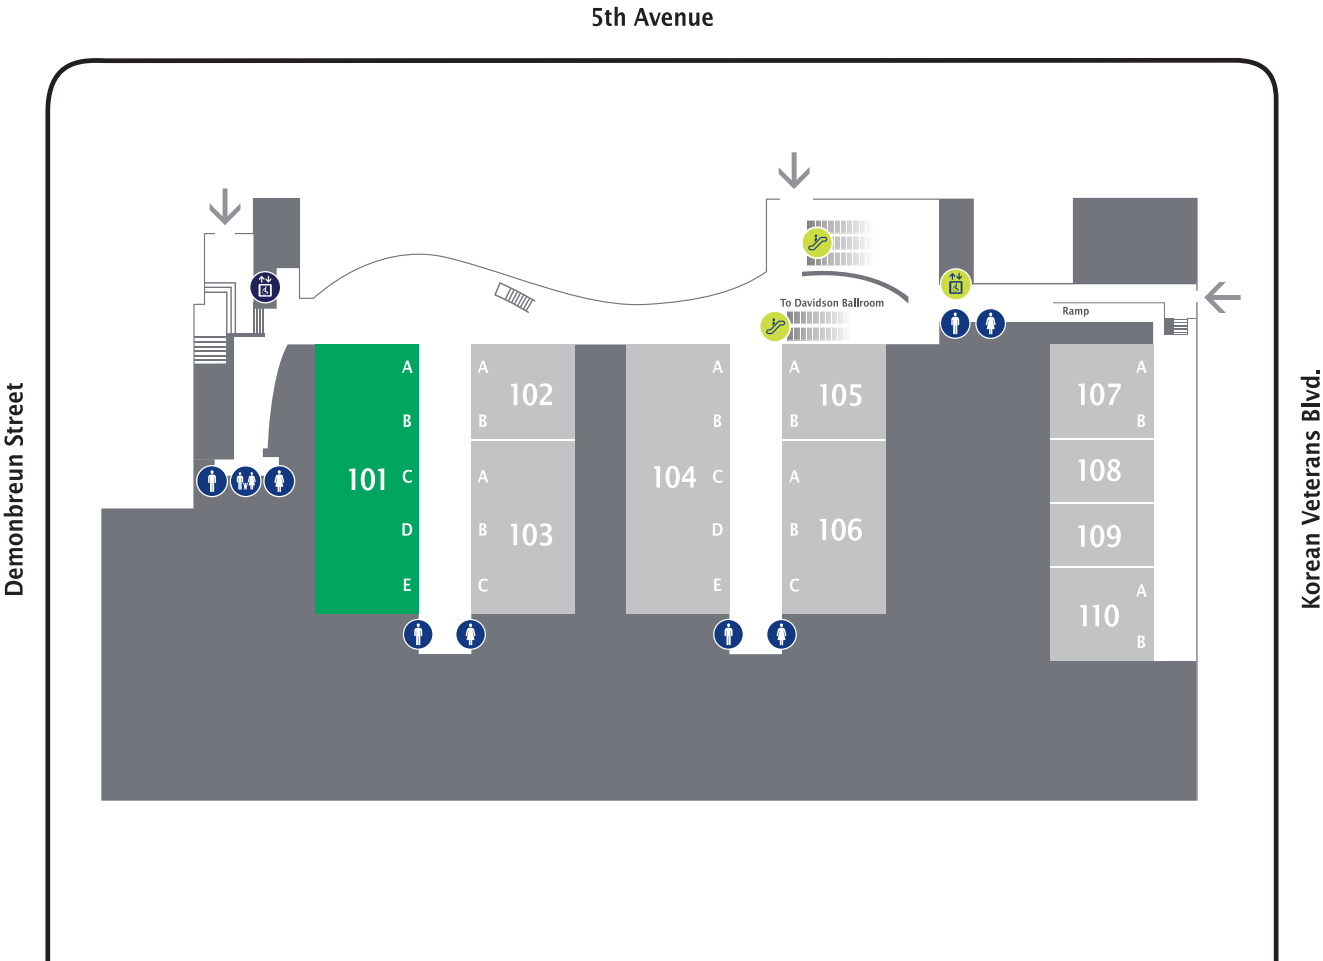 5th Avenue
To Davidson Ballroom
Ramp
Demonbreun Street
Korean Veterans Blvd.
101
A
B
C
D
E
102
A
B
103
A
B
C
104
A
B
C
D
E
105
A
B
106
A
B
C
107
A
B
108
109
110
A
B